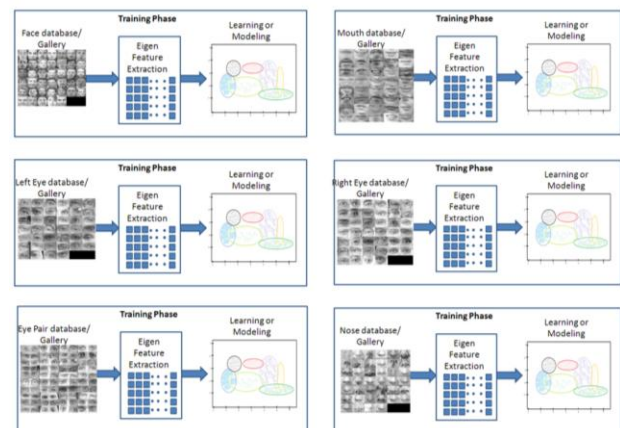 Training Phase
Face database/
Gallery
Eigen
Feature
Extraction
Learning or
Modeling
Training Phase
Mouth database/
Gallery
Eigen
Feature
Extraction
Learning or
Modeling
Training Phase
Left Eye database/
Gallery
Eigen
Feature
Extraction
Learning or
Modeling
Training Phase
Right Eye database/
Gallery
Eigen
Feature
Extraction
Learning or
Modeling
Training Phase
Eye Pair database/
Gallery
Eigen
Feature
Extraction
Learning or
Modeling
Training Phase
Nose database/
Gallery
Eigen
Feature
Extraction
Learning or
Modeling